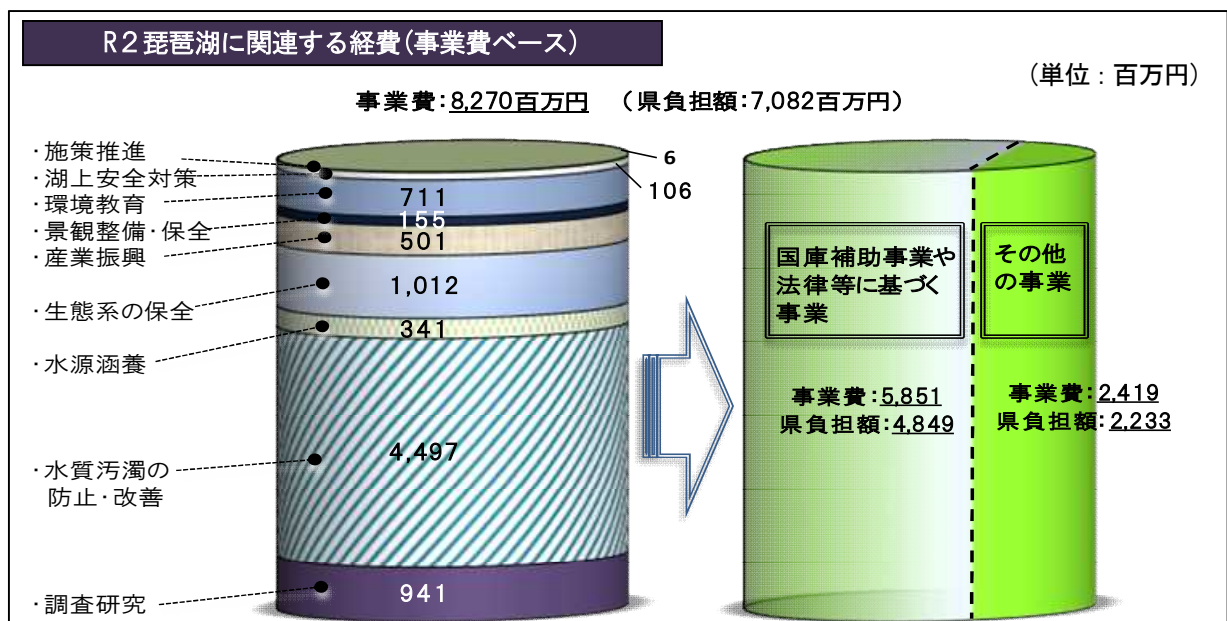 R2琵琶湖に関連する経費(事業費ベース)
(単位:百万円)
事業費:8,270百万円 (県負担額:7,082百万円)
・施策推進
・湖上安全対策
・環境教育
・景観整備・保全
・産業振興
・生態系の保全
・水源涵養
・水質汚濁の
防止・改善
・調査研究
6
106
711
155
501
1,012
341
4,497
941
国庫補助事業や
法律等に基づく
事業
事業費:5,851
県負担額:4,849
その他
の事業
事業費:2,419
県負担額:2,233